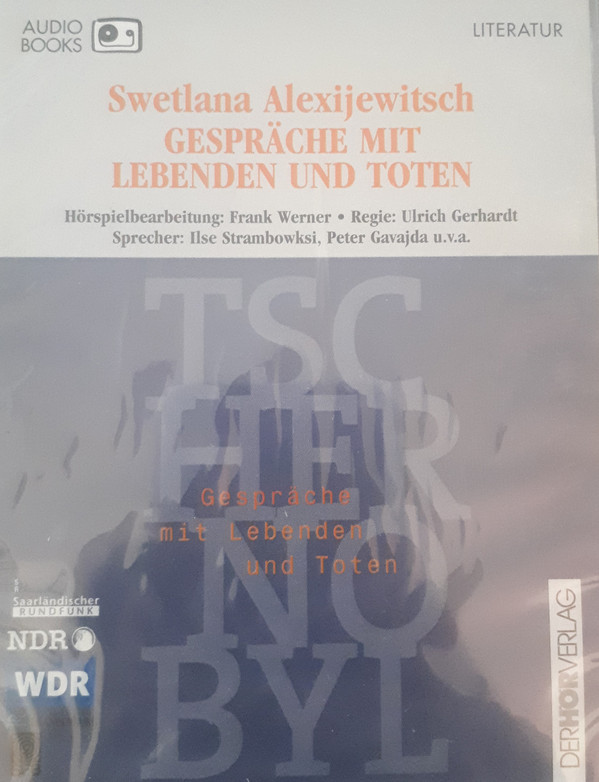 AUDIO
BOOKS
LITERATUR
Swetlana Alexijewitsch
GESPRÄCHE MIT
LEBENDEN UND TOTEN
Hörspielbearbeitung: Frank Werner • Regie: Ulrich Gerhardt
Sprecher: Ilse Strambowksi, Peter Gavajda u.v.a.
TSC
HER
NO
BYL
Gespräche
mit Lebenden
und Toten
SR
Saarländischer
RUNDFUNK
NDR
WDR
DERHÖRVERLAG